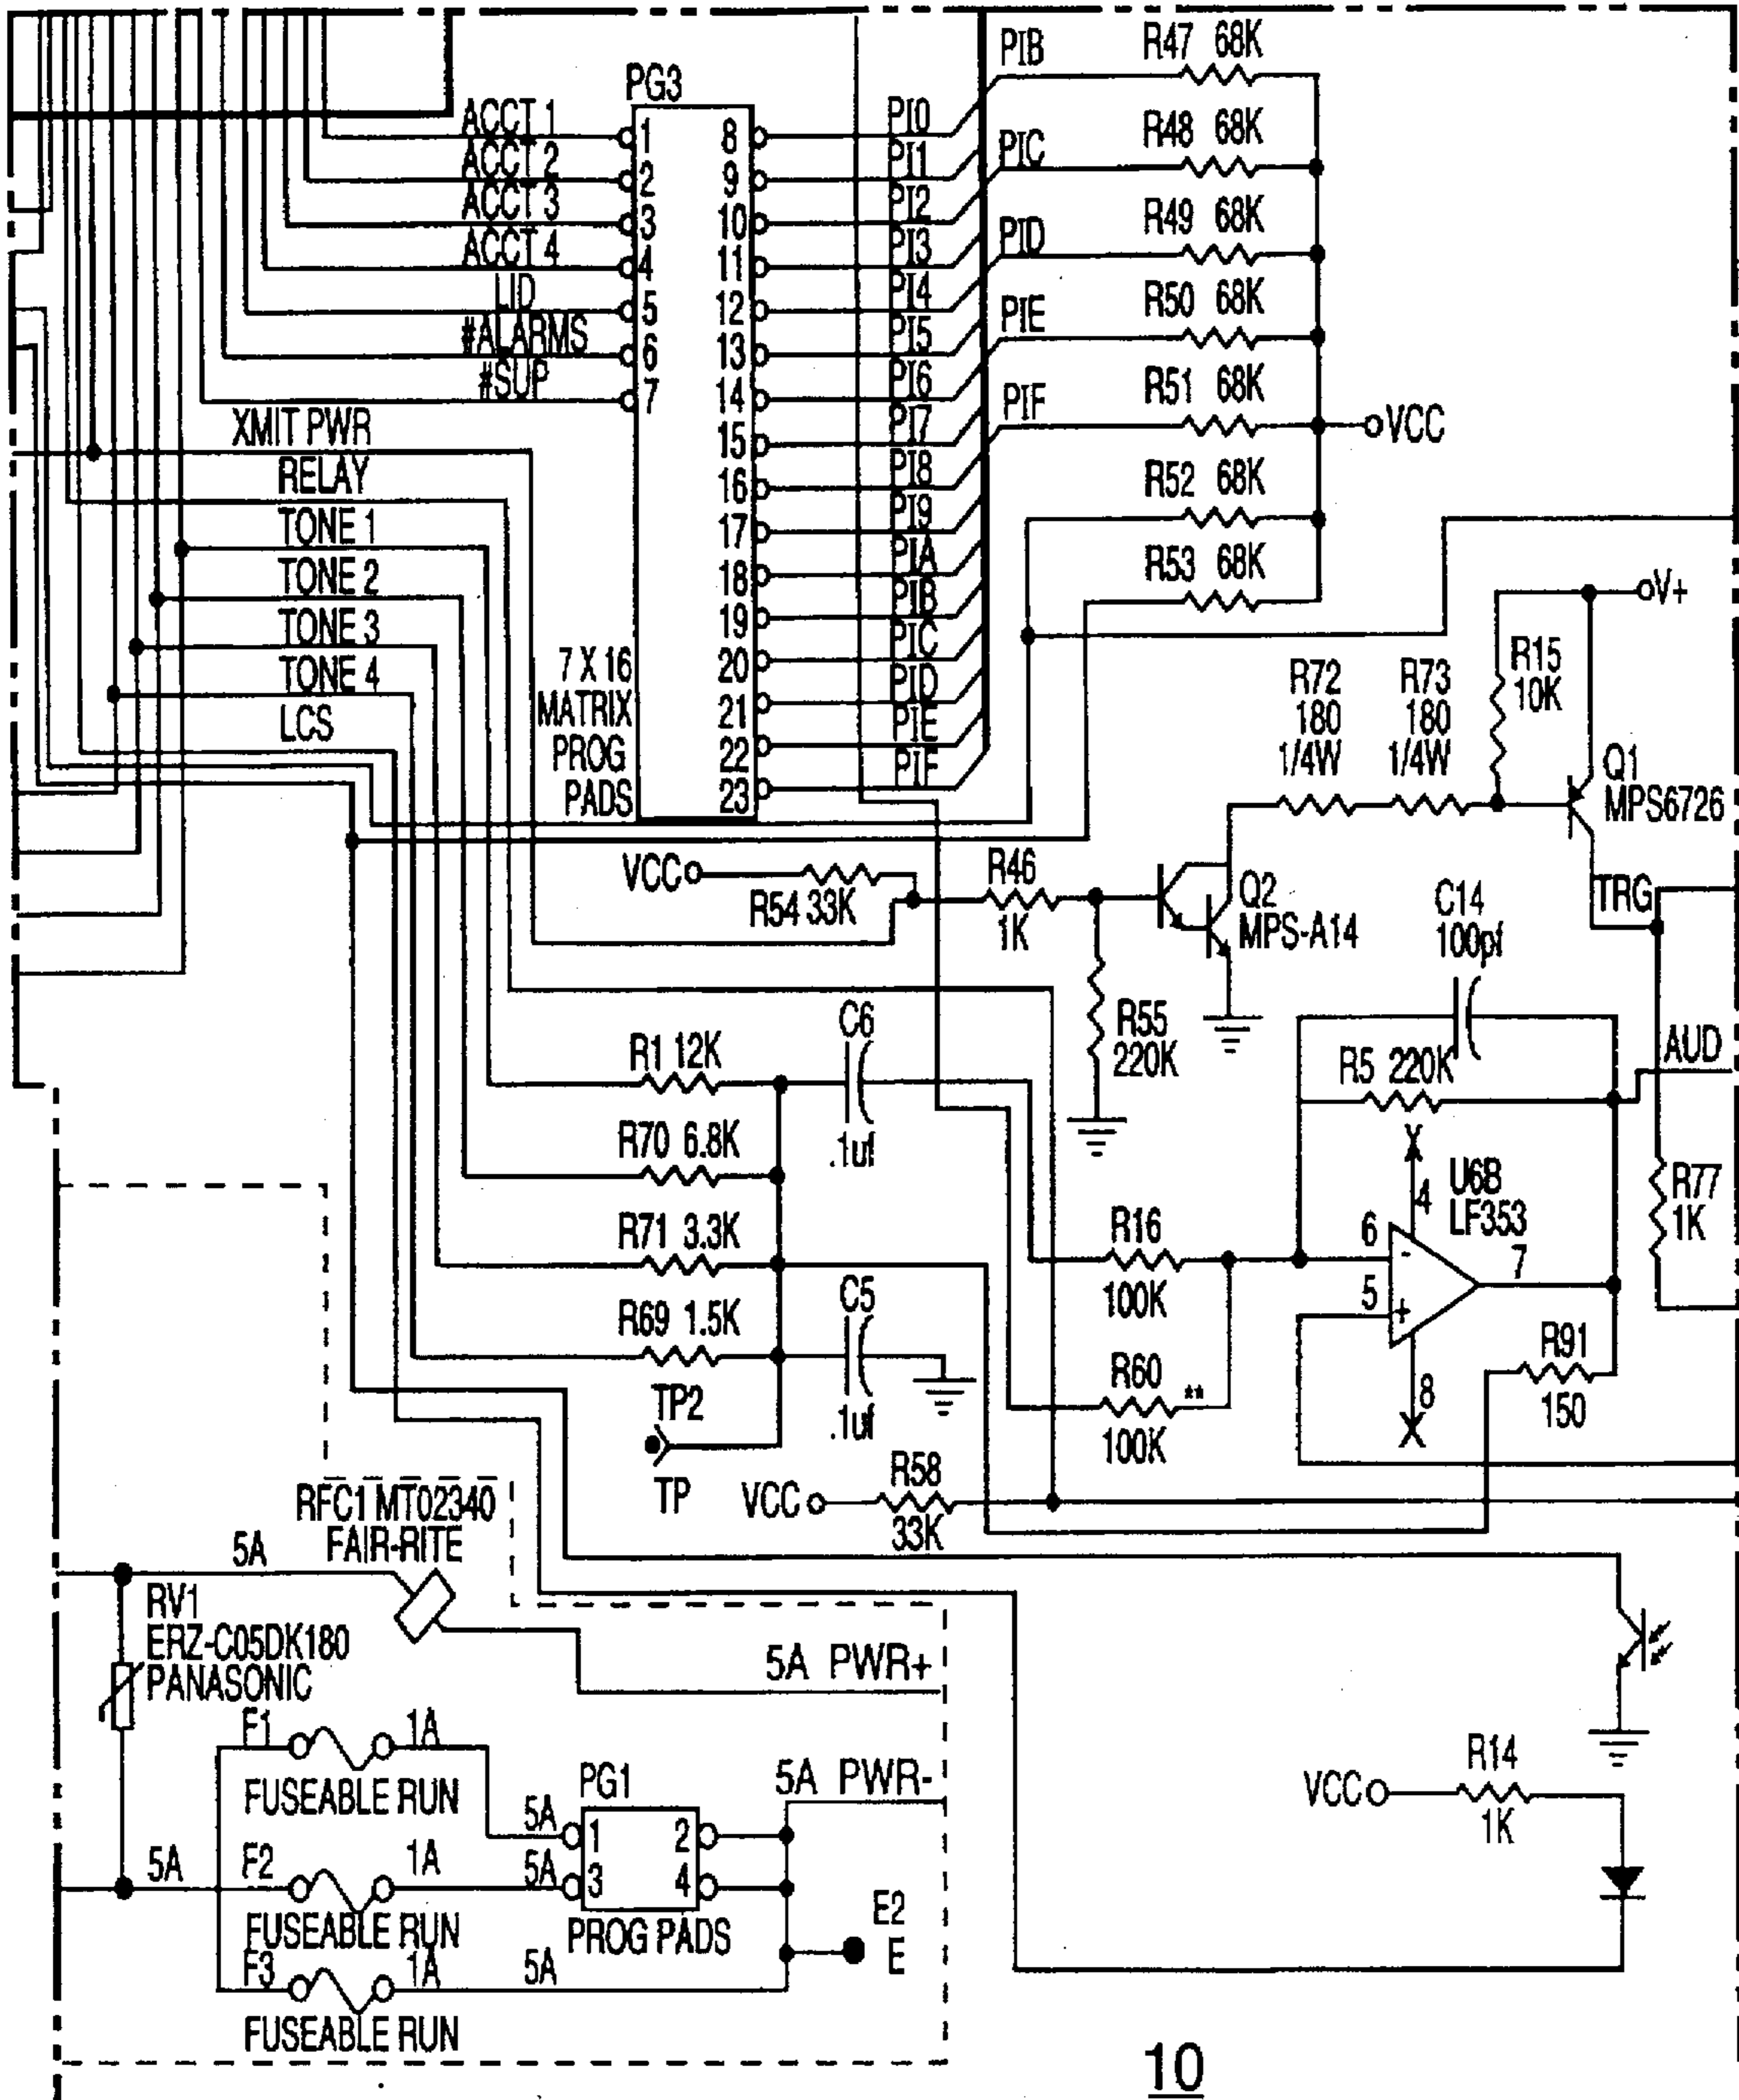 PG3
ACCT 1
ACCT 2
ACCT 3
ACCT 4
LID
#ALARMS
#SUP
1
2
3
4
5
6
7
8
9
10
11
12
13
14
15
16
17
18
19
20
21
22
23
7 X 16
MATRIX
PROG
PADS
PI0
PI1
PI2
PI3
PI4
PI5
PI6
PI7
PI8
PI9
PIA
PIB
PIC
PID
PIE
PIF
PIB
PIC
PID
PIE
PIF
R47 68K
R48 68K
R49 68K
R50 68K
R51 68K
VCC
R52 68K
R53 68K
XMIT PWR
RELAY
TONE 1
TONE 2
TONE 3
TONE 4
LCS
V+
R72
180
1/4W
R73
180
1/4W
R15
10K
Q1
MPS6726
VCC
R54 33K
R46
1K
Q2
MPS-A14
TRG
C14
100pf
R55
220K
R1 12K
C6
.1uf
R70 6.8K
R71 3.3K
R69 1.5K
C5
.1uf
TP2
TP
R5 220K
AUD
4
U6B
LF353
R77
1K
R16
100K
6
-
5
+
7
8
R60 **
100K
R91
150
VCC
R58
33K
RFC1 MT02340
FAIR-RITE
5A
RV1
ERZ-C05DK180
PANASONIC
5A PWR+
F1
1A
FUSEABLE RUN
PG1
5A PWR-
5A
1
2
5A
F2
1A
5A
3
4
FUSEABLE RUN
PROG PADS
E2
E
F3
1A
5A
FUSEABLE RUN
R14
VCC
1K
10